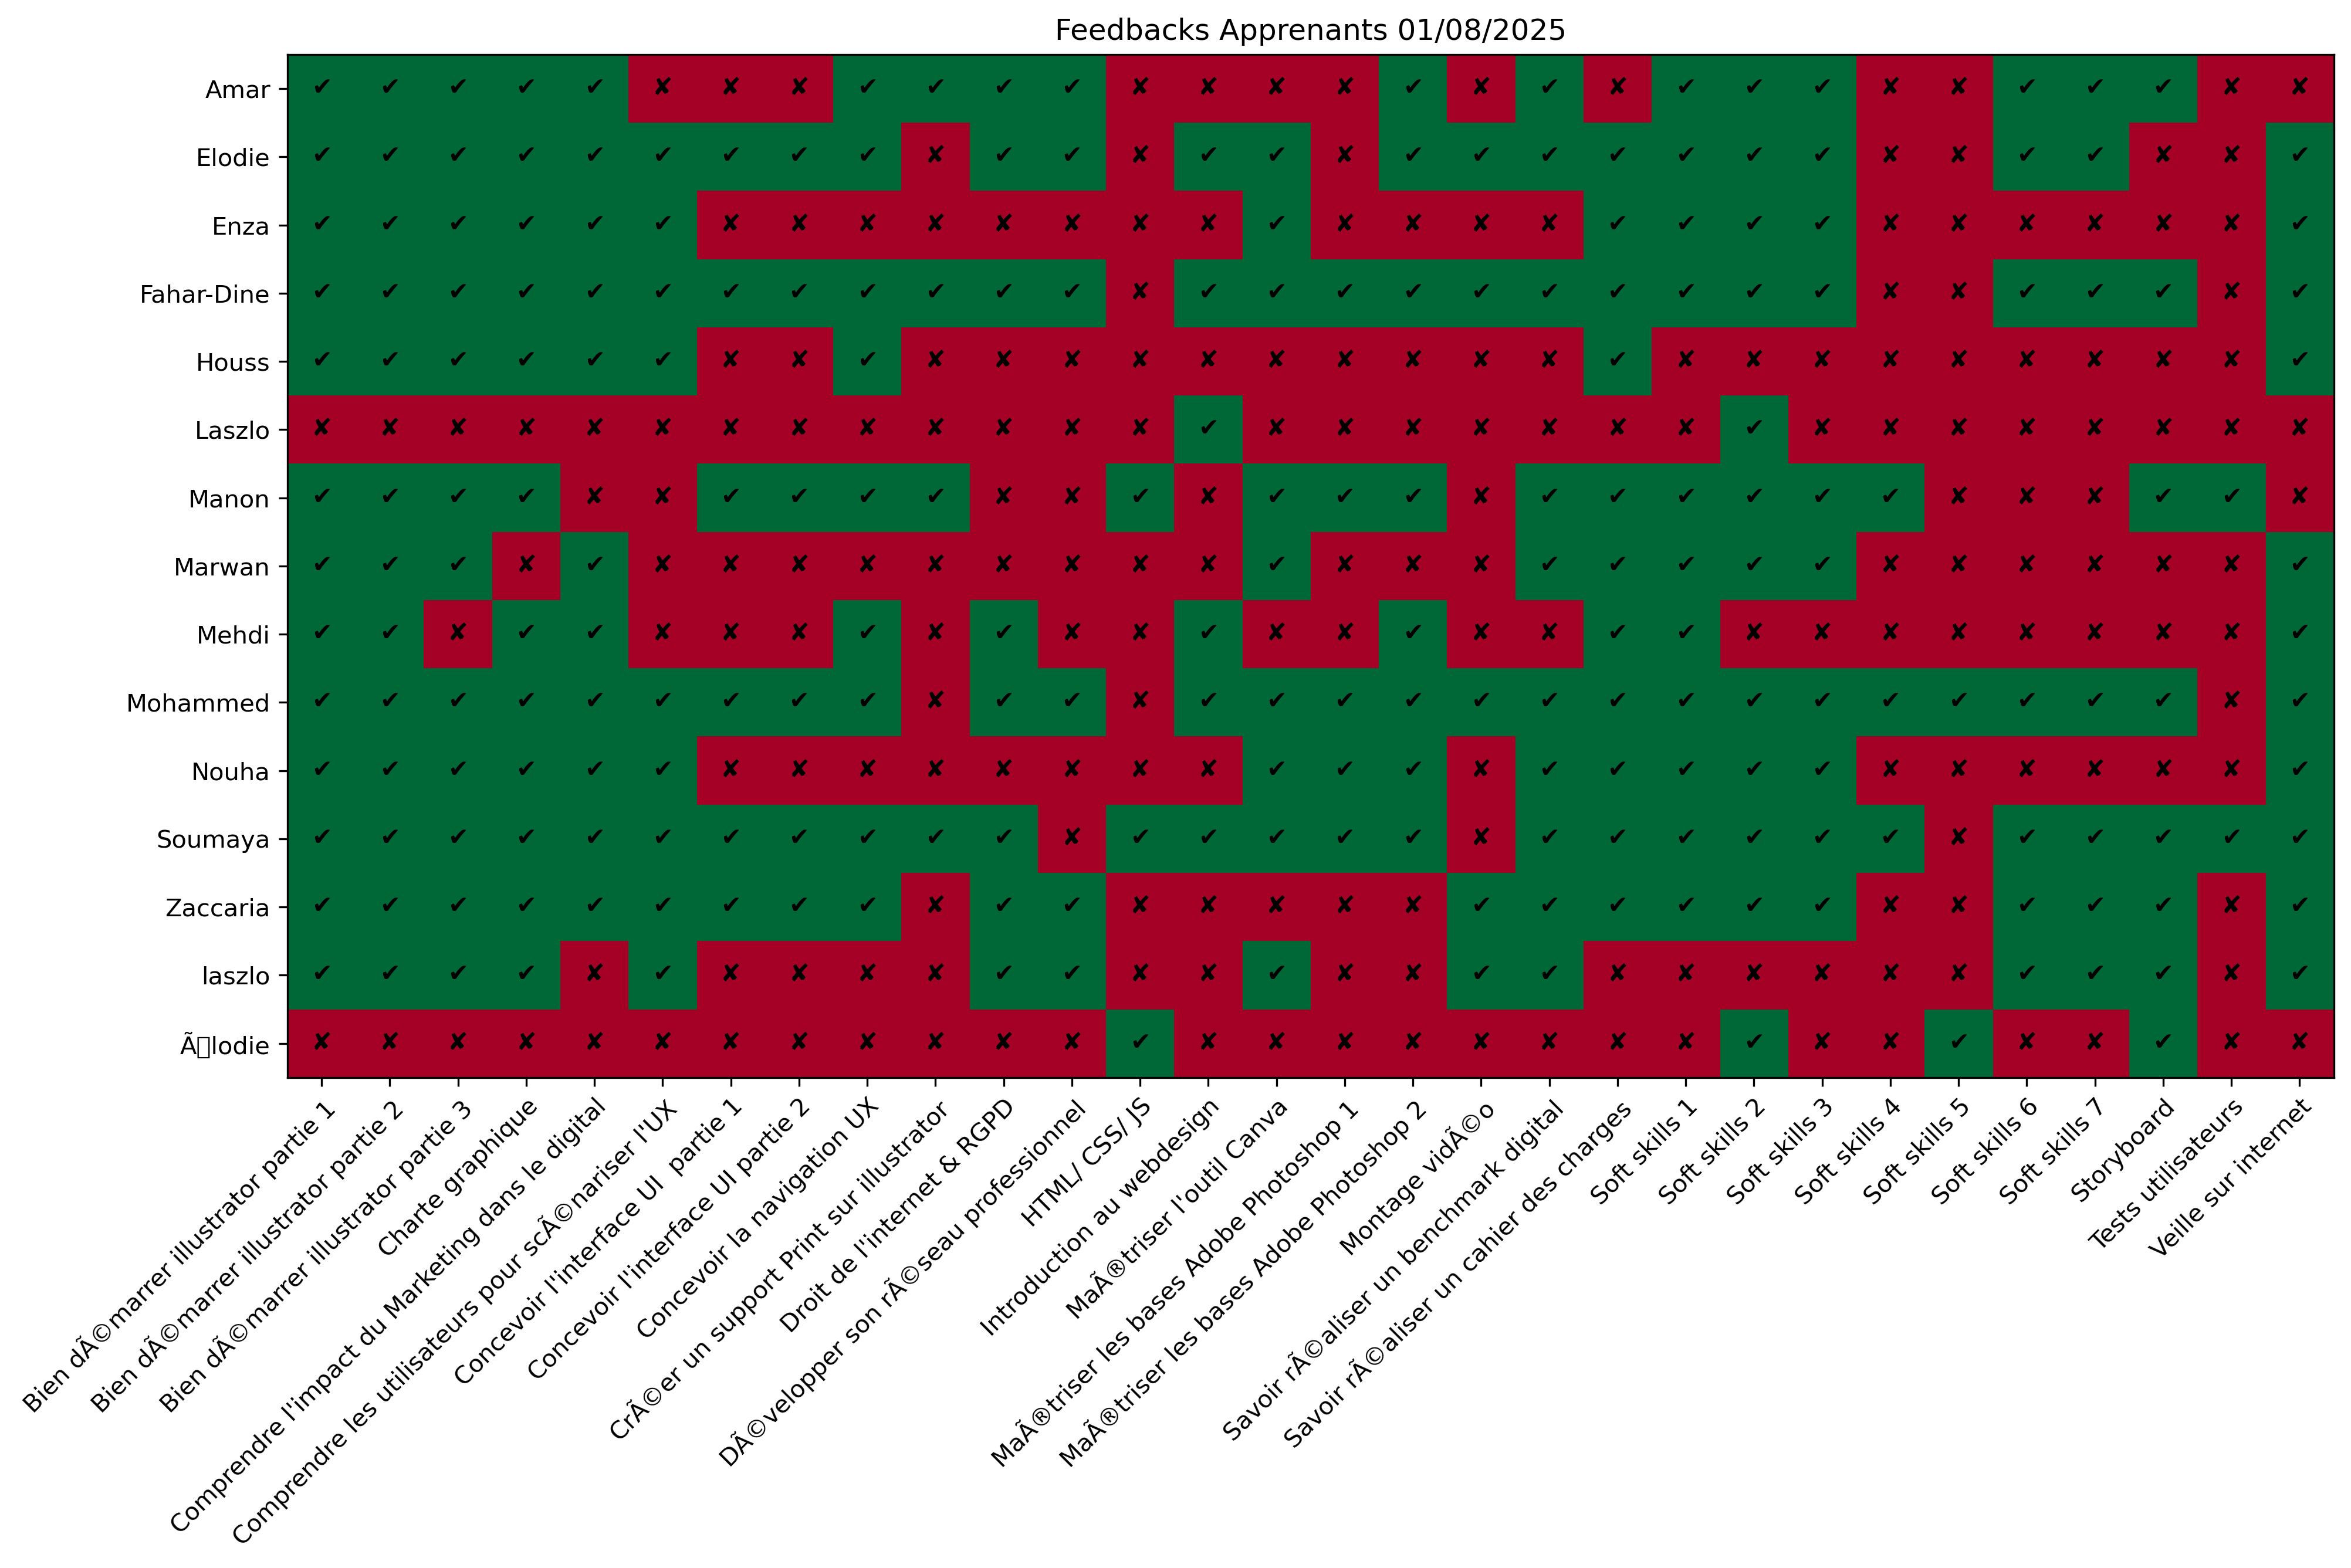 Feedbacks Apprenants 01/08/2025
Amar ✔ ✔ ✔ ✔ ✔ ✘ ✘ ✘ ✔ ✔ ✔ ✔ ✘ ✘ ✘ ✘ ✔ ✘ ✔ ✘ ✔ ✔ ✔ ✘ ✘ ✔ ✔ ✔ ✘ ✘
Elodie ✔ ✔ ✔ ✔ ✔ ✔ ✔ ✔ ✔ ✘ ✔ ✔ ✘ ✔ ✔ ✘ ✔ ✔ ✔ ✔ ✔ ✔ ✔ ✘ ✘ ✔ ✔ ✘ ✘ ✔
Enza ✔ ✔ ✔ ✔ ✔ ✔ ✘ ✘ ✘ ✘ ✘ ✘ ✘ ✘ ✔ ✘ ✘ ✘ ✘ ✔ ✔ ✔ ✔ ✘ ✘ ✘ ✘ ✘ ✘ ✔
Fahar-Dine ✔ ✔ ✔ ✔ ✔ ✔ ✔ ✔ ✔ ✔ ✔ ✔ ✘ ✔ ✔ ✔ ✔ ✔ ✔ ✔ ✔ ✔ ✔ ✘ ✘ ✔ ✔ ✔ ✘ ✔
Houss ✔ ✔ ✔ ✔ ✔ ✔ ✘ ✘ ✔ ✘ ✘ ✘ ✘ ✘ ✘ ✘ ✘ ✘ ✘ ✔ ✘ ✘ ✘ ✘ ✘ ✘ ✘ ✘ ✘ ✔
Laszlo ✘ ✘ ✘ ✘ ✘ ✘ ✘ ✘ ✘ ✘ ✘ ✘ ✘ ✔ ✘ ✘ ✘ ✘ ✘ ✘ ✘ ✔ ✘ ✘ ✘ ✘ ✘ ✘ ✘ ✘
Manon ✔ ✔ ✔ ✔ ✘ ✘ ✔ ✔ ✔ ✔ ✘ ✘ ✔ ✘ ✔ ✔ ✔ ✘ ✔ ✔ ✔ ✔ ✔ ✔ ✘ ✘ ✘ ✔ ✔ ✘
Marwan ✔ ✔ ✔ ✘ ✔ ✘ ✘ ✘ ✘ ✘ ✘ ✘ ✘ ✘ ✔ ✘ ✘ ✘ ✔ ✔ ✔ ✔ ✔ ✘ ✘ ✘ ✘ ✘ ✘ ✔
Mehdi ✔ ✔ ✘ ✔ ✔ ✘ ✘ ✘ ✔ ✘ ✔ ✘ ✘ ✔ ✘ ✘ ✔ ✘ ✘ ✔ ✔ ✘ ✘ ✘ ✘ ✘ ✘ ✘ ✘ ✔
Mohammed ✔ ✔ ✔ ✔ ✔ ✔ ✔ ✔ ✔ ✘ ✔ ✔ ✘ ✔ ✔ ✔ ✔ ✔ ✔ ✔ ✔ ✔ ✔ ✔ ✔ ✔ ✔ ✔ ✘ ✔
Nouha ✔ ✔ ✔ ✔ ✔ ✔ ✘ ✘ ✘ ✘ ✘ ✘ ✘ ✘ ✔ ✔ ✔ ✘ ✔ ✔ ✔ ✔ ✔ ✘ ✘ ✘ ✘ ✘ ✘ ✔
Soumaya ✔ ✔ ✔ ✔ ✔ ✔ ✔ ✔ ✔ ✔ ✔ ✘ ✔ ✔ ✔ ✔ ✔ ✘ ✔ ✔ ✔ ✔ ✔ ✔ ✘ ✔ ✔ ✔ ✔ ✔
Zaccaria ✔ ✔ ✔ ✔ ✔ ✔ ✔ ✔ ✔ ✘ ✔ ✔ ✘ ✘ ✘ ✘ ✘ ✔ ✔ ✔ ✔ ✔ ✔ ✘ ✘ ✔ ✔ ✔ ✘ ✔
laszlo ✔ ✔ ✔ ✔ ✘ ✔ ✘ ✘ ✘ ✘ ✔ ✔ ✘ ✘ ✔ ✘ ✘ ✔ ✔ ✘ ✘ ✘ ✘ ✘ ✘ ✔ ✔ ✔ ✘ ✔
Ã▯lodie ✘ ✘ ✘ ✘ ✘ ✘ ✘ ✘ ✘ ✘ ✘ ✘ ✔ ✘ ✘ ✘ ✘ ✘ ✘ ✘ ✘ ✔ ✘ ✘ ✔ ✘ ✘ ✔ ✘ ✘
Bien dÃ©marrer illustrator partie 1
Bien dÃ©marrer illustrator partie 2
Bien dÃ©marrer illustrator partie 3
Charte graphique
Comprendre l'impact du Marketing dans le digital
Comprendre les utilisateurs pour scÃ©nariser l'UX
Concevoir l'interface UI  partie 1
Concevoir l'interface UI partie 2
Concevoir la navigation UX
CrÃ©er un support Print sur illustrator
Droit de l'internet & RGPD
DÃ©velopper son rÃ©seau professionnel
HTML/ CSS/ JS
Introduction au webdesign
MaÃ®triser l'outil Canva
MaÃ®triser les bases Adobe Photoshop 1
MaÃ®triser les bases Adobe Photoshop 2
Montage vidÃ©o
Savoir rÃ©aliser un benchmark digital
Savoir rÃ©aliser un cahier des charges
Soft skills 1
Soft skills 2
Soft skills 3
Soft skills 4
Soft skills 5
Soft skills 6
Soft skills 7
Storyboard
Tests utilisateurs
Veille sur internet